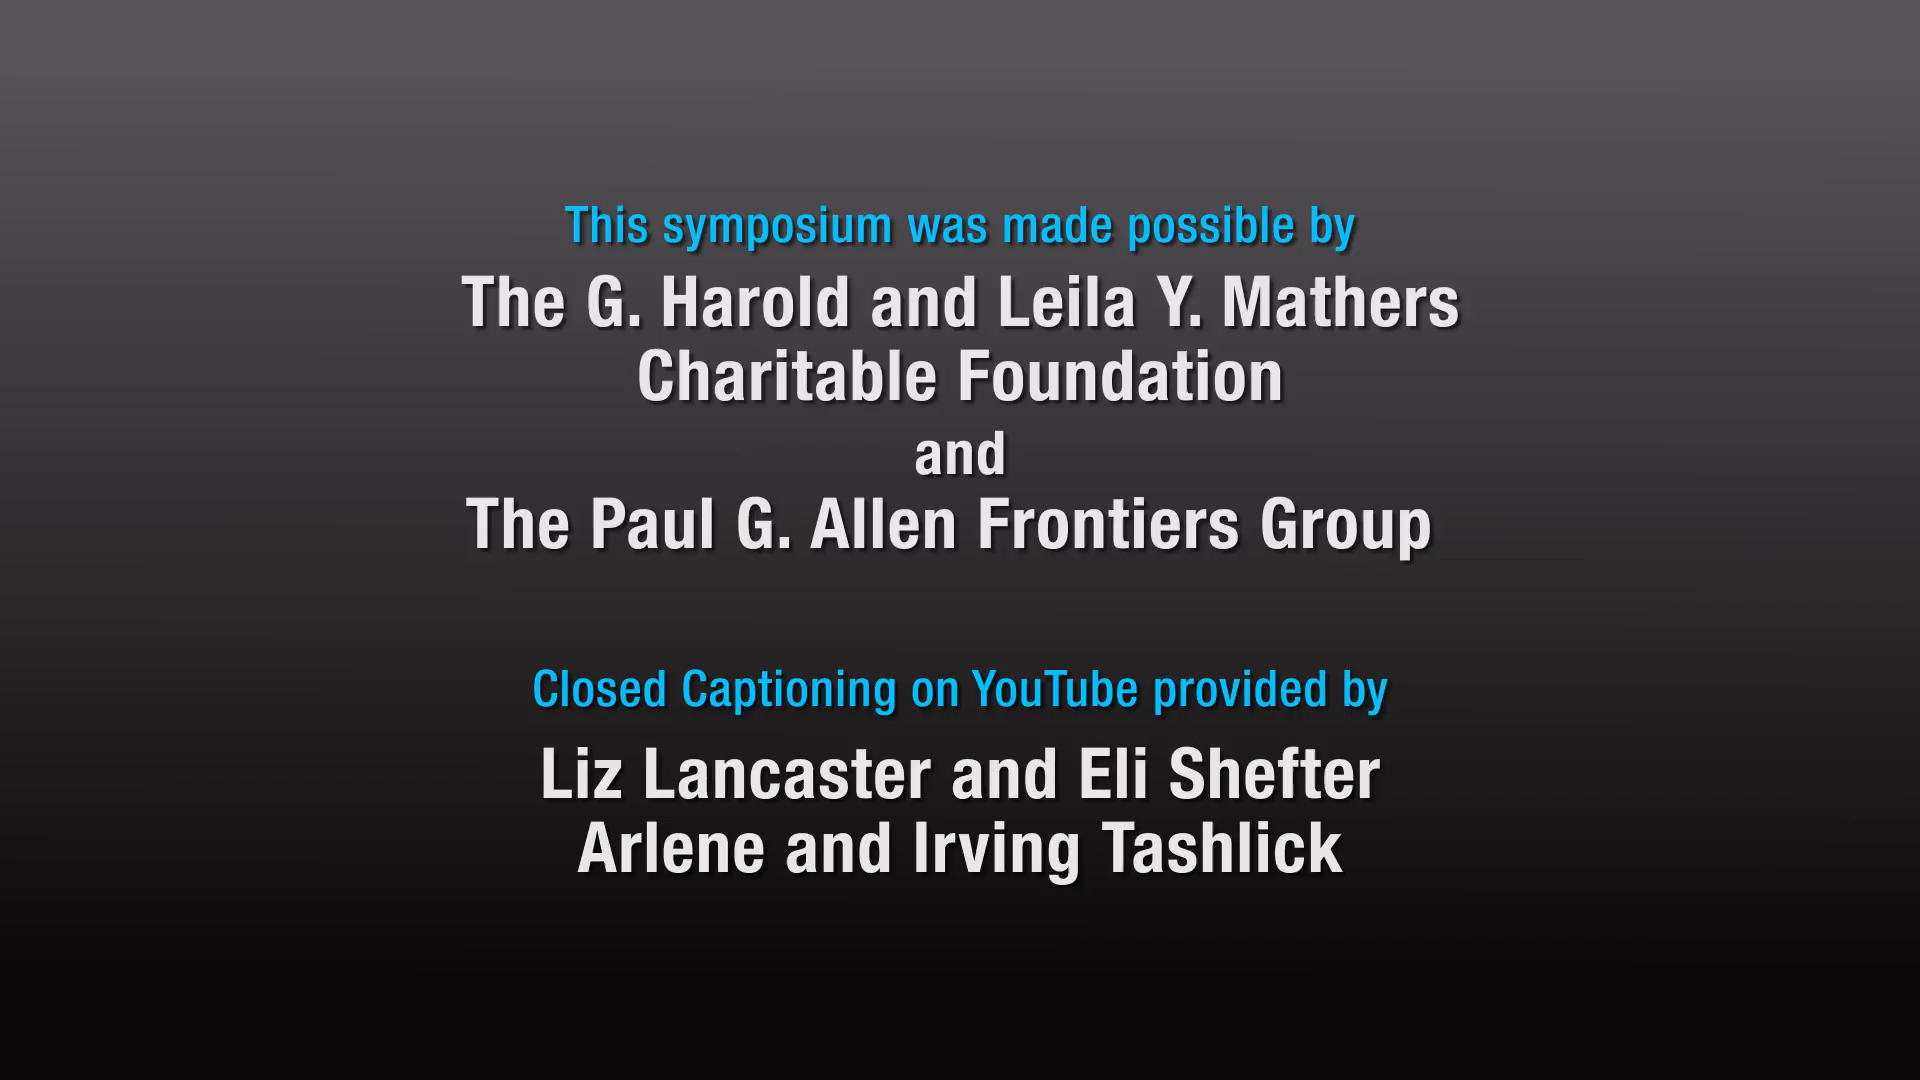 This symposium was made possible by
The G. Harold and Leila Y. Mathers
Charitable Foundation
and
The Paul G. Allen Frontiers Group
Closed Captioning on YouTube provided by
Liz Lancaster and Eli Shefter
Arlene and Irving Tashlick